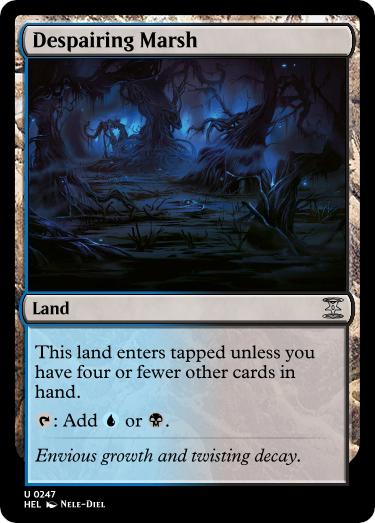 Despairing Marsh
Land
This land enters tapped unless you
have four or fewer other cards in
hand.
: Add or .
Envious growth and twisting decay.
U 0247
HEL Nele-Diel